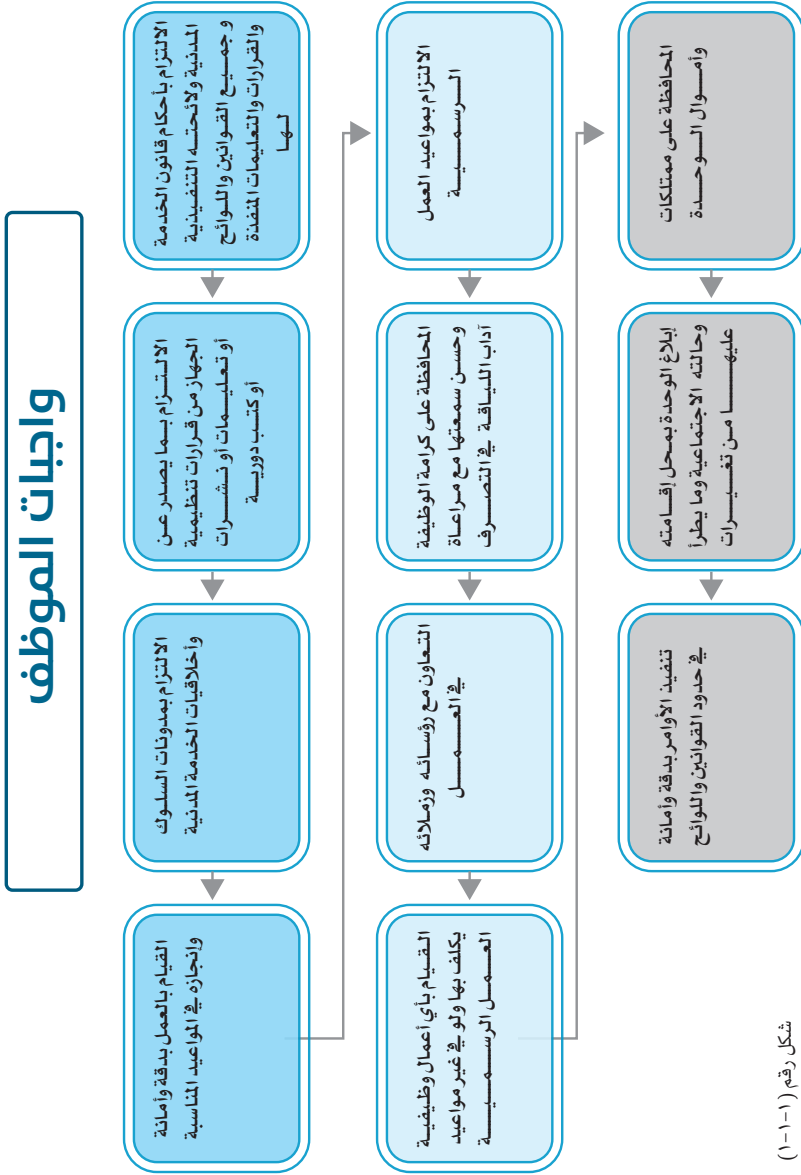 واجبات الموظف
الالتزام بأحكام قانون الخدمة
المدنية ولائحته التنفيذية
وجميع القوانين واللوائح
والقرارات والتعليمات المنفذة
لها
الالتزام بما يصدر عن
الجهاز من قرارات تنظيمية
أو تعليمات أو نشرات
أو كتب دورية
الالتزام بمدونات السلوك
وأخلاقيات الخدمة المدنية
القيام بالعمل بدقة وأمانة
وإنجازه في المواعيد المناسبة
الالتزام بمواعيد العمل
الرسمية
المحافظة على كرامة الوظيفة
وحسن سمعتها مع مراعاة
آداب اللياقة في التصرف
التعاون مع رؤسائه وزملائه
في العمل
القيام بأي أعمال وظيفية
يكلف بها ولو في غير مواعيد
العمل الرسمية
المحافظة على ممتلكات
وأموال الوحدة
إبلاغ الوحدة بمحل إقامته
وحالته الاجتماعية وما يطرأ
عليها من تغييرات
تنفيذ الأوامر بدقة وأمانة
في حدود القوانين واللوائح
شكل رقم (١-١-١)